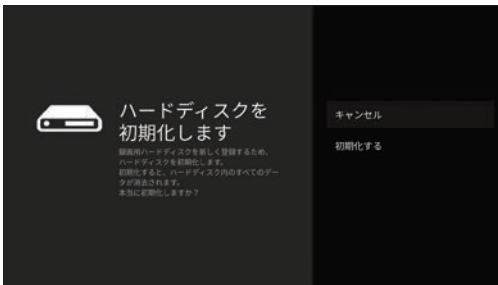 ハードディスクを
初期化します
録画用ハードディスクを新しく登録するため、
ハードディスクを初期化します。
初期化すると、ハードディスク内のすべてのデー
タが消去されます。
本当に初期化しますか？
キャンセル
初期化する